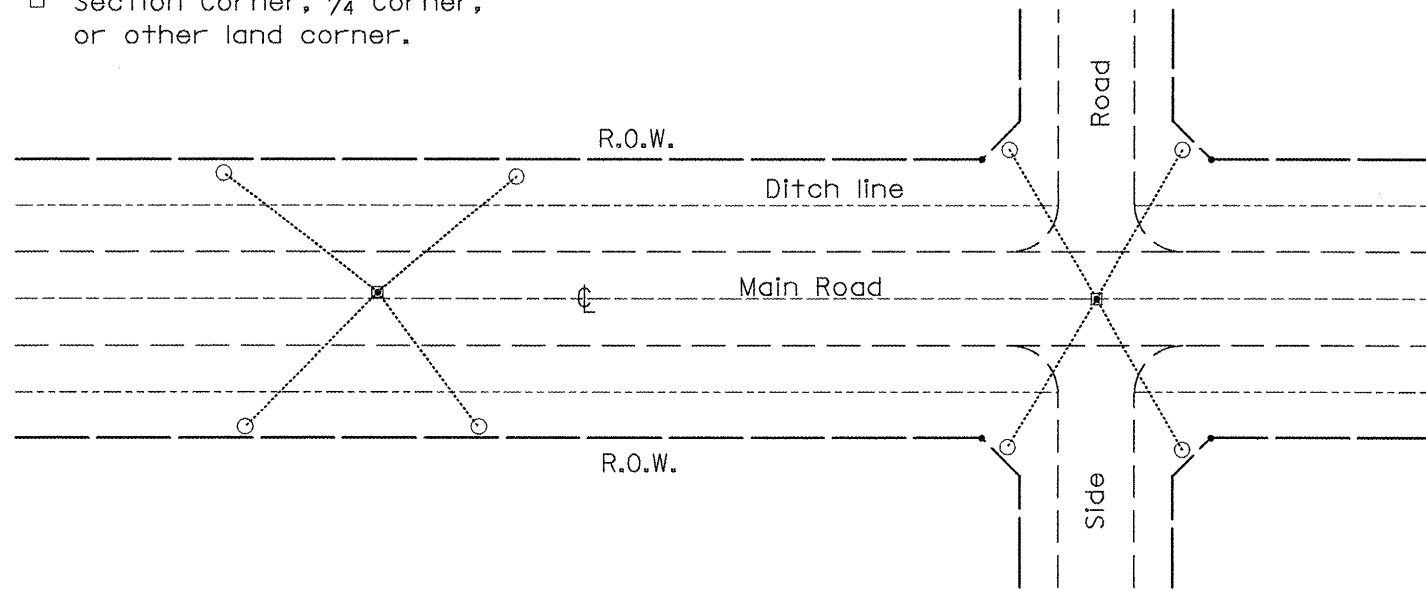 Section Corner, 1/4 Corner,
or other land corner.
R.O.W.
Road
Ditch line
Main Road
℄
R.O.W.
Side